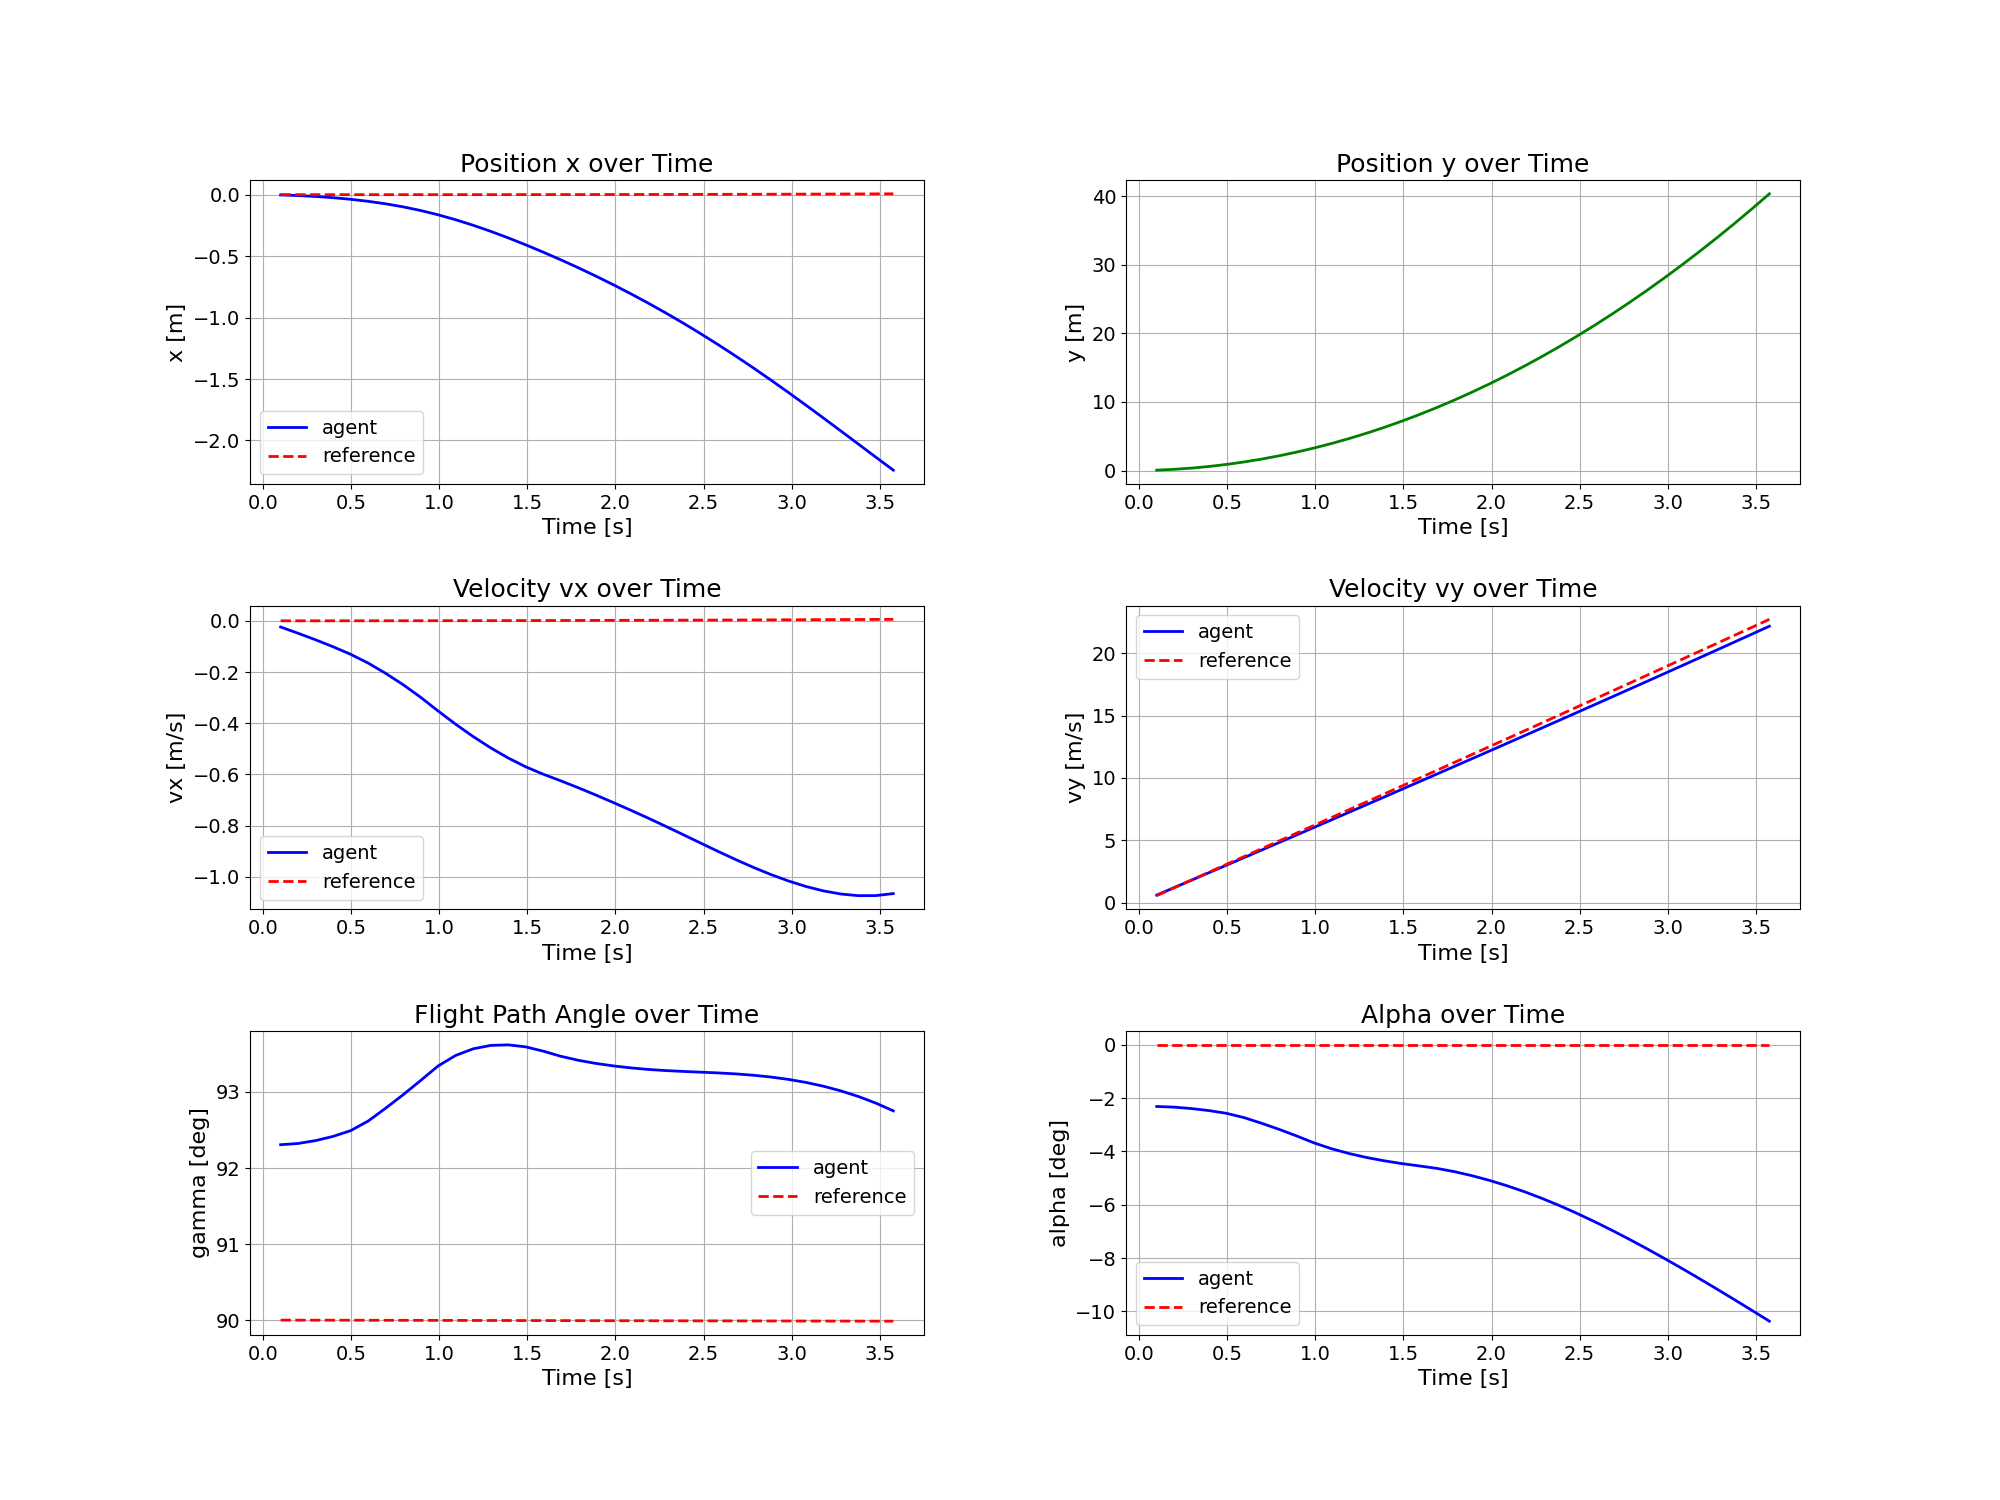 Position x over Time
0.0
−0.5
−1.0
−1.5
−2.0
x [m]
agent
reference
0.0 0.5 1.0 1.5 2.0 2.5 3.0 3.5
Time [s]
Position y over Time
40
30
20
10
0
y [m]
0.0 0.5 1.0 1.5 2.0 2.5 3.0 3.5
Time [s]
Velocity vx over Time
0.0
−0.2
−0.4
−0.6
−0.8
−1.0
vx [m/s]
agent
reference
0.0 0.5 1.0 1.5 2.0 2.5 3.0 3.5
Time [s]
Velocity vy over Time
20
15
10
5
0
vy [m/s]
agent
reference
0.0 0.5 1.0 1.5 2.0 2.5 3.0 3.5
Time [s]
Flight Path Angle over Time
93
92
91
90
gamma [deg]
agent
reference
0.0 0.5 1.0 1.5 2.0 2.5 3.0 3.5
Time [s]
Alpha over Time
0
−2
−4
−6
−8
−10
alpha [deg]
agent
reference
0.0 0.5 1.0 1.5 2.0 2.5 3.0 3.5
Time [s]